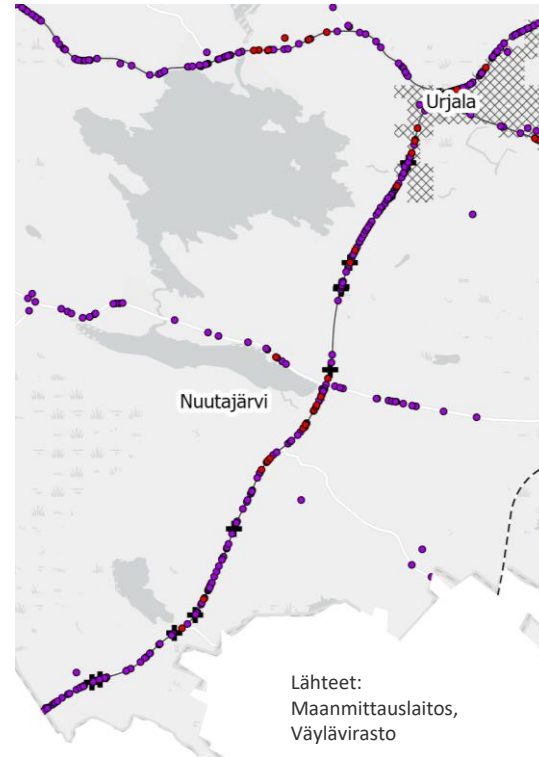 Urjala
Nuutajärvi
Lähteet:
Maanmittauslaitos,
Väylävirasto